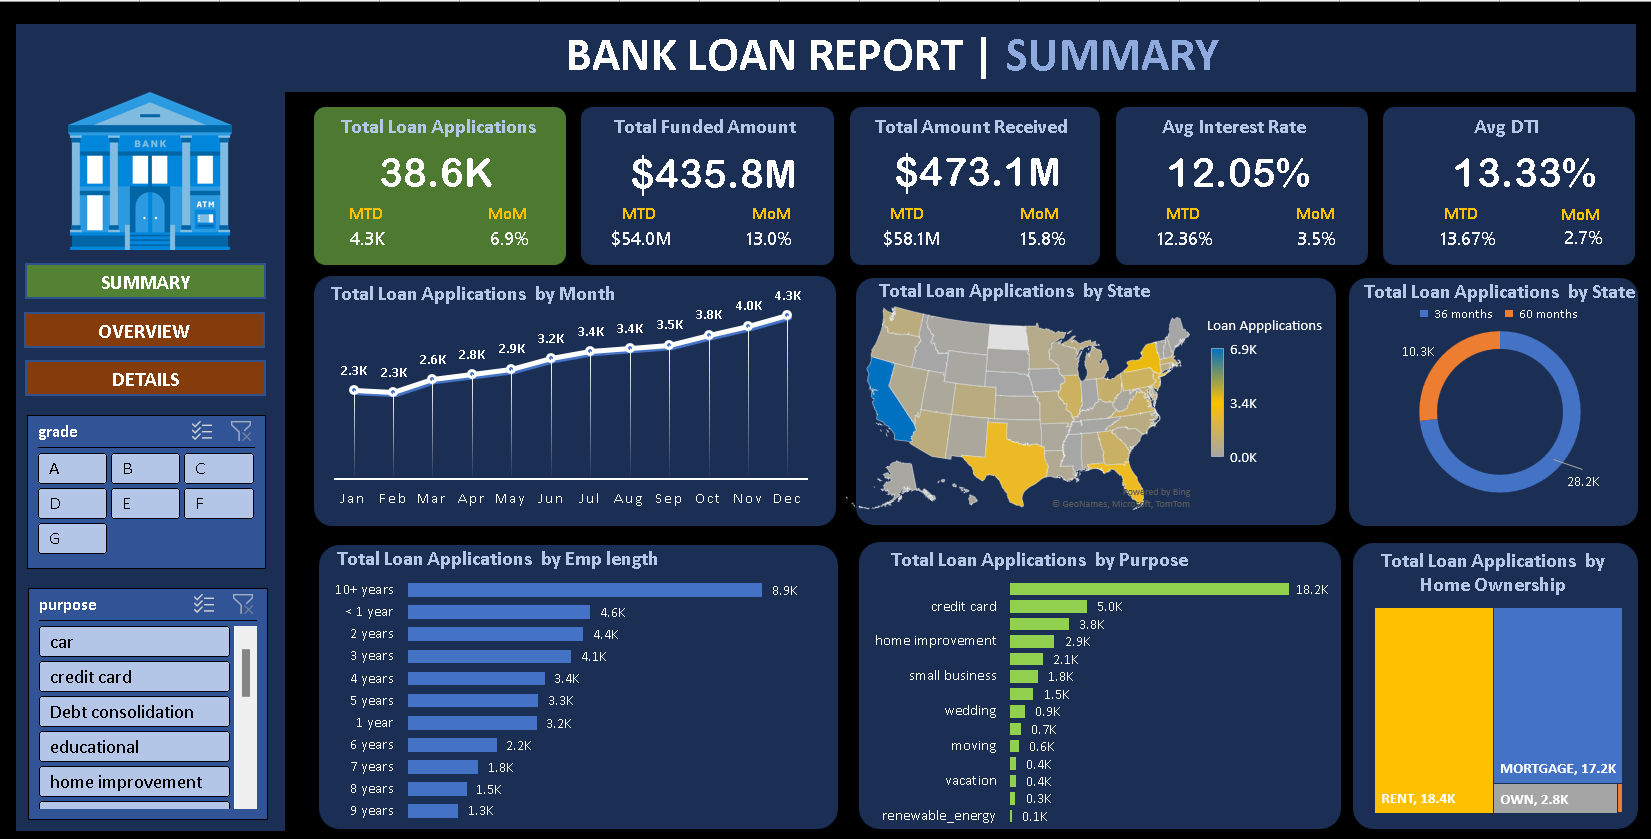 BANK LOAN REPORT | SUMMARY
BANK
ATM
SUMMARY
OVERVIEW
DETAILS
grade
A
B
C
D
E
F
G
purpose
car
credit card
Debt consolidation
educational
home improvement
Total Loan Applications
38.6K
MTD MoM
4.3K 6.9%
Total Funded Amount
$435.8M
MTD MoM
$54.0M 13.0%
Total Amount Received
$473.1M
MTD MoM
$58.1M 15.8%
Avg Interest Rate
12.05%
MTD MoM
12.36% 3.5%
Avg DTI
13.33%
MTD MoM
13.67% 2.7%
Total Loan Applications by Month
2.3K 2.3K 2.6K 2.8K 2.9K 3.2K 3.4K 3.4K 3.5K 3.8K 4.0K 4.3K
Jan Feb Mar Apr May Jun Jul Aug Sep Oct Nov Dec
Total Loan Applications by State
Loan Appplications
6.9K
3.4K
0.0K
Powered by Bing
© GeoNames, Microsoft, TomTom
Total Loan Applications by State
36 months 60 months
10.3K
28.2K
Total Loan Applications by Emp length
10+ years 8.9K
< 1 year 4.6K
2 years 4.4K
3 years 4.1K
4 years 3.4K
5 years 3.3K
1 year 3.2K
6 years 2.2K
7 years 1.8K
8 years 1.5K
9 years 1.3K
Total Loan Applications by Purpose
18.2K
credit card 5.0K
3.8K
home improvement 2.9K
2.1K
small business 1.8K
1.5K
wedding 0.9K
0.7K
moving 0.6K
0.4K
vacation 0.4K
0.3K
renewable_energy 0.1K
Total Loan Applications by
Home Ownership
MORTGAGE, 17.2K
RENT, 18.4K
OWN, 2.8K